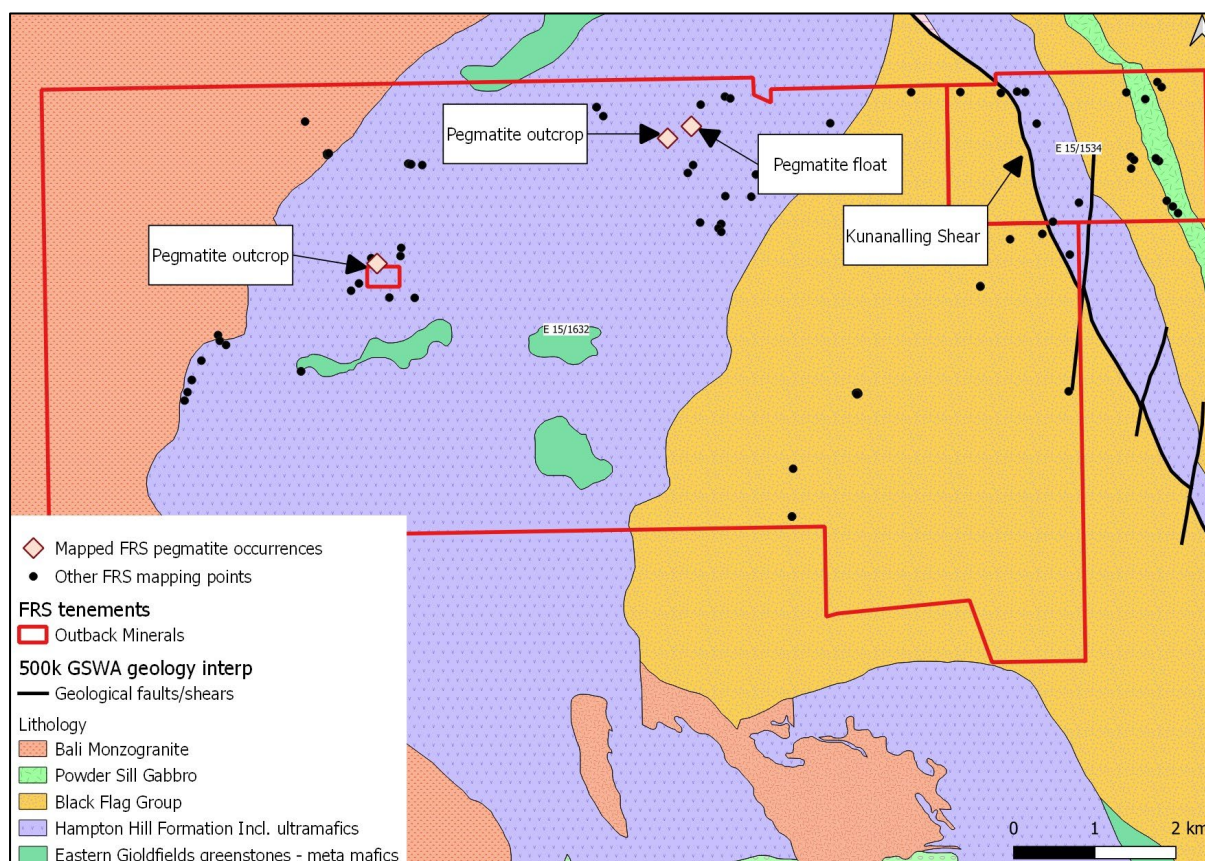 Pegmatite outcrop
Pegmatite float
E 15/1534
Kunanalling Shear
Pegmatite outcrop
E 15/1632
Mapped FRS pegmatite occurrences
Other FRS mapping points
FRS tenements
Outback Minerals
500k GSWA geology interp
Geological faults/shears
Lithology
Bali Monzogranite
Powder Sill Gabbro
Black Flag Group
Hampton Hill Formation Incl. ultramafics
Eastern Gioldfields greenstones - meta mafics
0 1 2 km